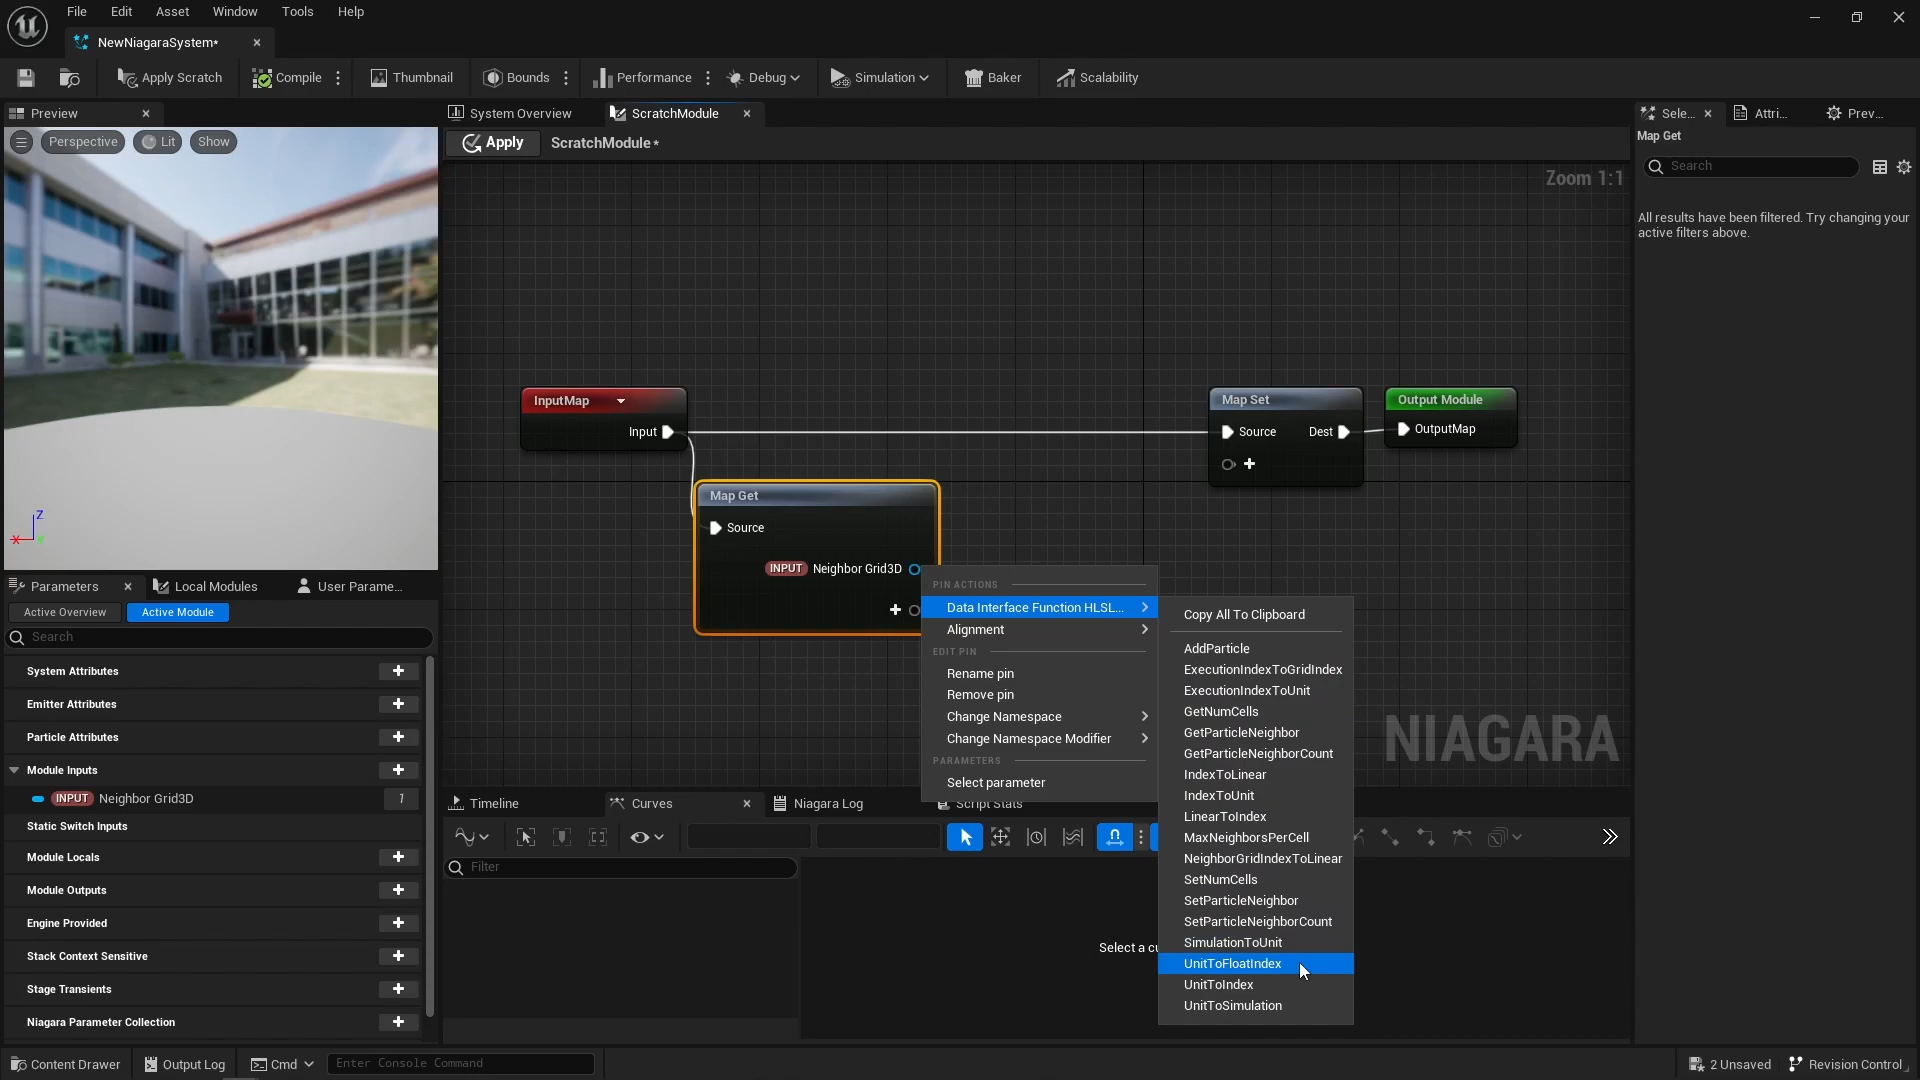 File Edit Asset Window Tools Help
NewNiagaraSystem*
Apply Scratch Compile Thumbnail Bounds Performance Debug Simulation Baker Scalability
Preview
Perspective Lit Show
System Overview ScratchModule
Apply ScratchModule*
Zoom 1:1
InputMap
Input
Map Set
Source Dest
Output Module
OutputMap
Map Get
Source
INPUT Neighbor Grid3D
PIN ACTIONS
Data Interface Function HLSL...
Alignment
EDIT PIN
Rename pin
Remove pin
Change Namespace
Change Namespace Modifier
PARAMETERS
Select parameter
Copy All To Clipboard
AddParticle
ExecutionIndexToGridIndex
ExecutionIndexToUnit
GetNumCells
GetParticleNeighbor
GetParticleNeighborCount
IndexToLinear
IndexToUnit
LinearToIndex
MaxNeighborsPerCell
NeighborGridIndexToLinear
SetNumCells
SetParticleNeighbor
SetParticleNeighborCount
SimulationToUnit
UnitToFloatIndex
UnitToIndex
UnitToSimulation
NIAGARA
Sele... Attri... Prev...
Map Get
Search
All results have been filtered. Try changing your
active filters above.
Z
X
Parameters Local Modules User Parame...
Active Overview Active Module
Search
System Attributes
Emitter Attributes
Particle Attributes
Module Inputs
INPUT Neighbor Grid3D 1
Static Switch Inputs
Module Locals
Module Outputs
Engine Provided
Stack Context Sensitive
Stage Transients
Niagara Parameter Collection
Timeline Curves Niagara Log Script Stats
Filter
Select a cu
Content Drawer Output Log Cmd Enter Console Command
2 Unsaved Revision Control